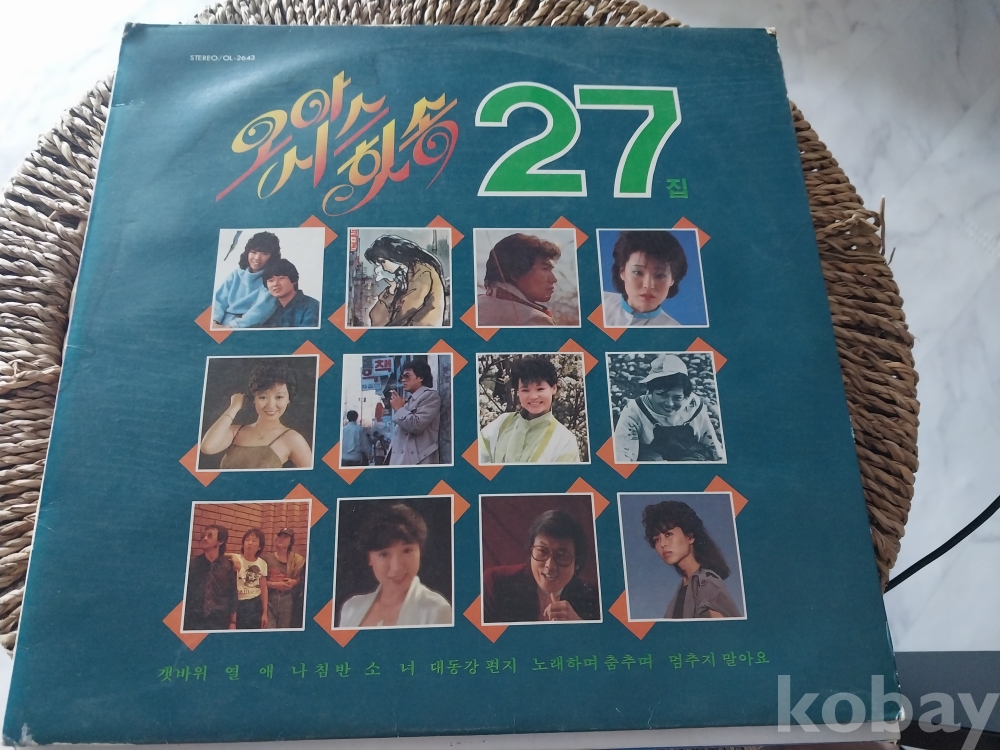 STEREO/OL-2643
오아시스 힛송 27집
갯바위 열 애 나침반 소 녀 대동강 편지 노래하며 춤추며 멈추지 말아요
kobay